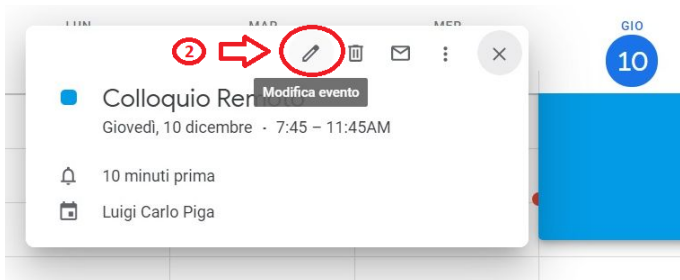 LUN MAR MER GIO
2
10
Modifica evento
Colloquio Remoto
Giovedì, 10 dicembre · 7:45 – 11:45AM
10 minuti prima
Luigi Carlo Piga